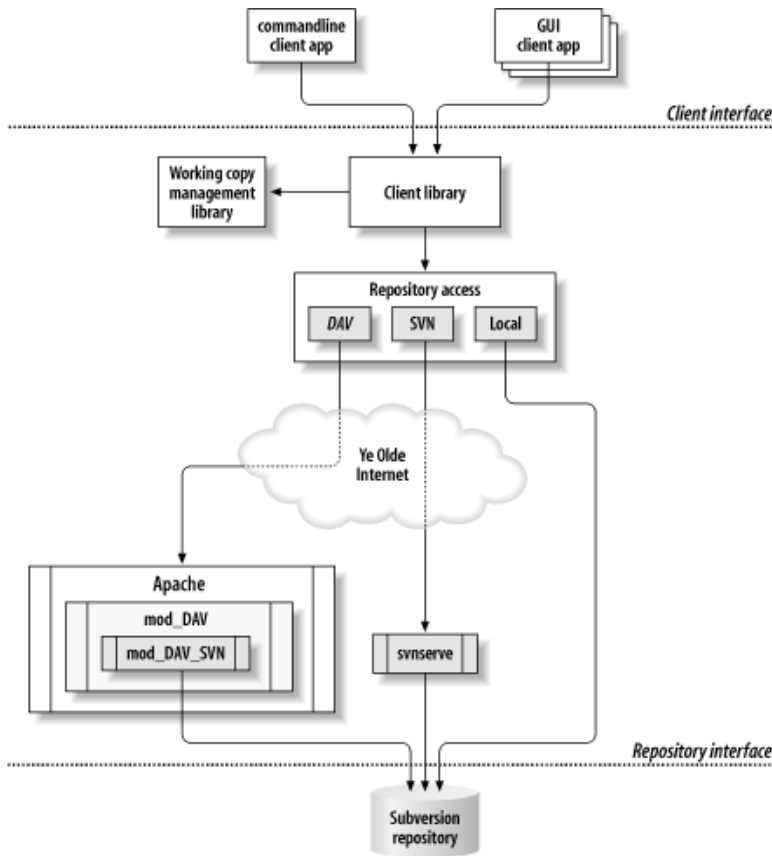 commandline
client app
GUI
client app
Client interface
Working copy
management
library
Client library
Repository access
DAV
SVN
Local
Ye Olde
Internet
Apache
mod_DAV
mod_DAV_SVN
svnserve
Repository interface
Subversion
repository